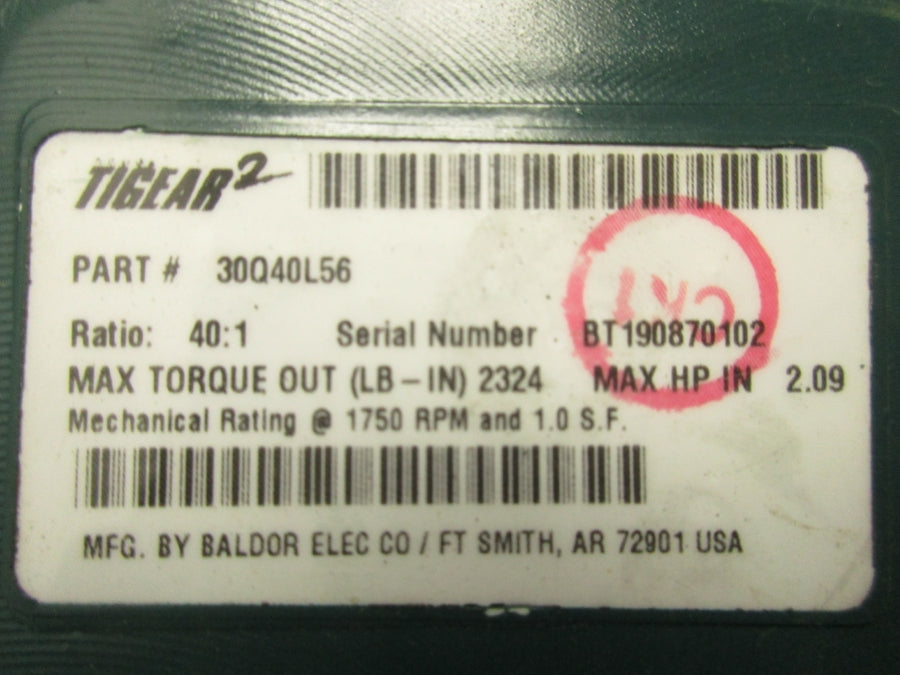 TIGEAR2
PART # 30Q40L56
Ratio: 40:1 Serial Number BT190870102
MAX TORQUE OUT (LB-IN) 2324 MAX HP IN 2.09
Mechanical Rating @ 1750 RPM and 1.0 S.F.
MFG. BY BALDOR ELEC CO / FT SMITH, AR 72901 USA